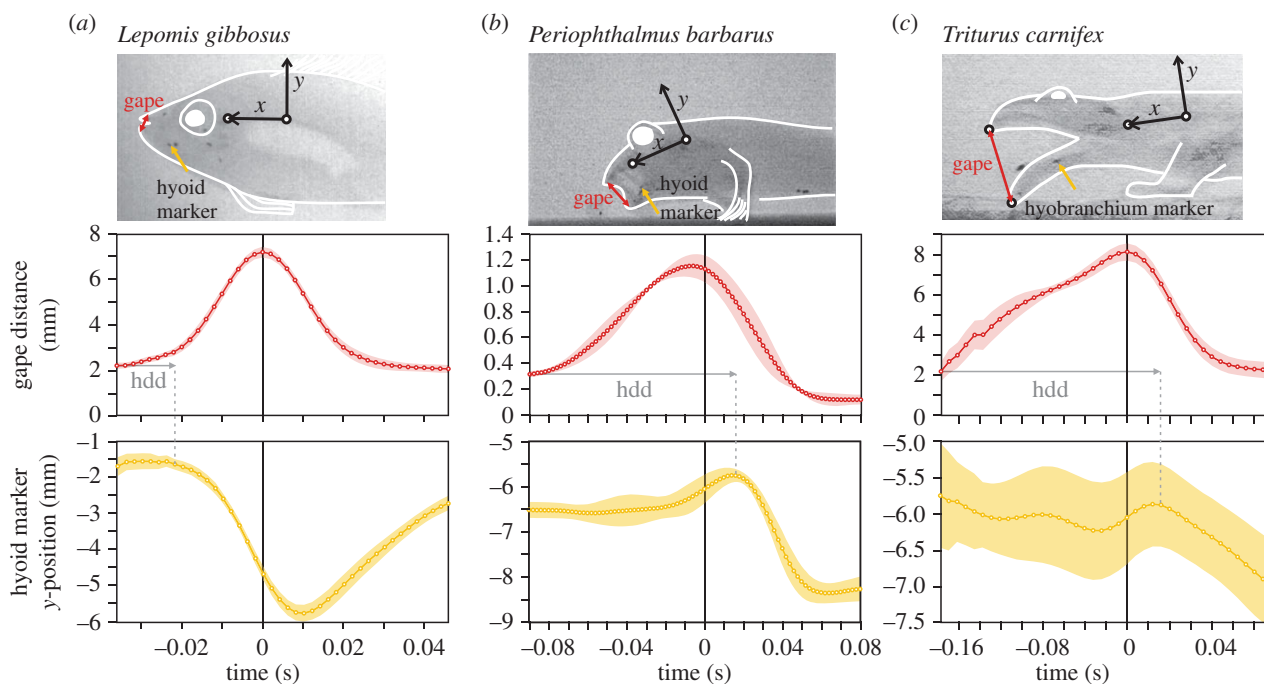 (a) Lepomis gibbosus
gape
y
x
hyoid
marker
(b) Periophthalmus barbarus
y
x
gape
hyoid
marker
(c) Triturus carnifex
y
x
gape
hyobranchium marker
gape distance
(mm)
8
6
4
2
0
hdd
1.4
1.2
1.0
0.8
0.6
0.4
0.2
0
hdd
8
6
4
2
0
hdd
hyoid marker
y-position (mm)
–1
–2
–3
–4
–5
–6
–0.02 0 0.02 0.04
time (s)
–5
–6
–7
–8
–9
–0.08 –0.04 0 0.04 0.08
time (s)
–5.0
–5.5
–6.0
–6.5
–7.0
–7.5
–0.16 –0.08 0 0.08
time (s)